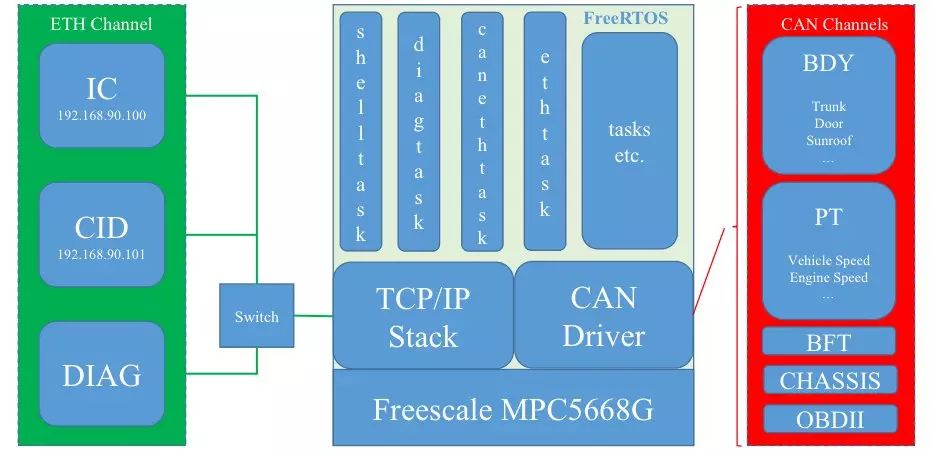 ETH Channel
IC
192.168.90.100
CID
192.168.90.101
DIAG
Switch
FreeRTOS
shelltask
diagtask
canethtask
ethtask
tasks
etc.
TCP/IP
Stack
CAN
Driver
Freescale MPC5668G
CAN Channels
BDY
Trunk
Door
Sunroof
...
PT
Vehicle Speed
Engine Speed
...
BFT
CHASSIS
OBDII